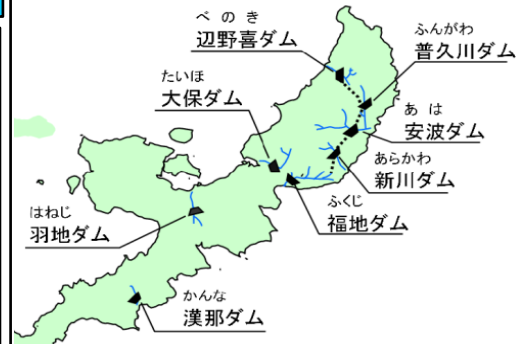 べのき
辺野喜ダム
ふんがわ
普久川ダム
たいほ
大保ダム
あは
安波ダム
あらかわ
新川ダム
ふくじ
福地ダム
はねじ
羽地ダム
かんな
漢那ダム